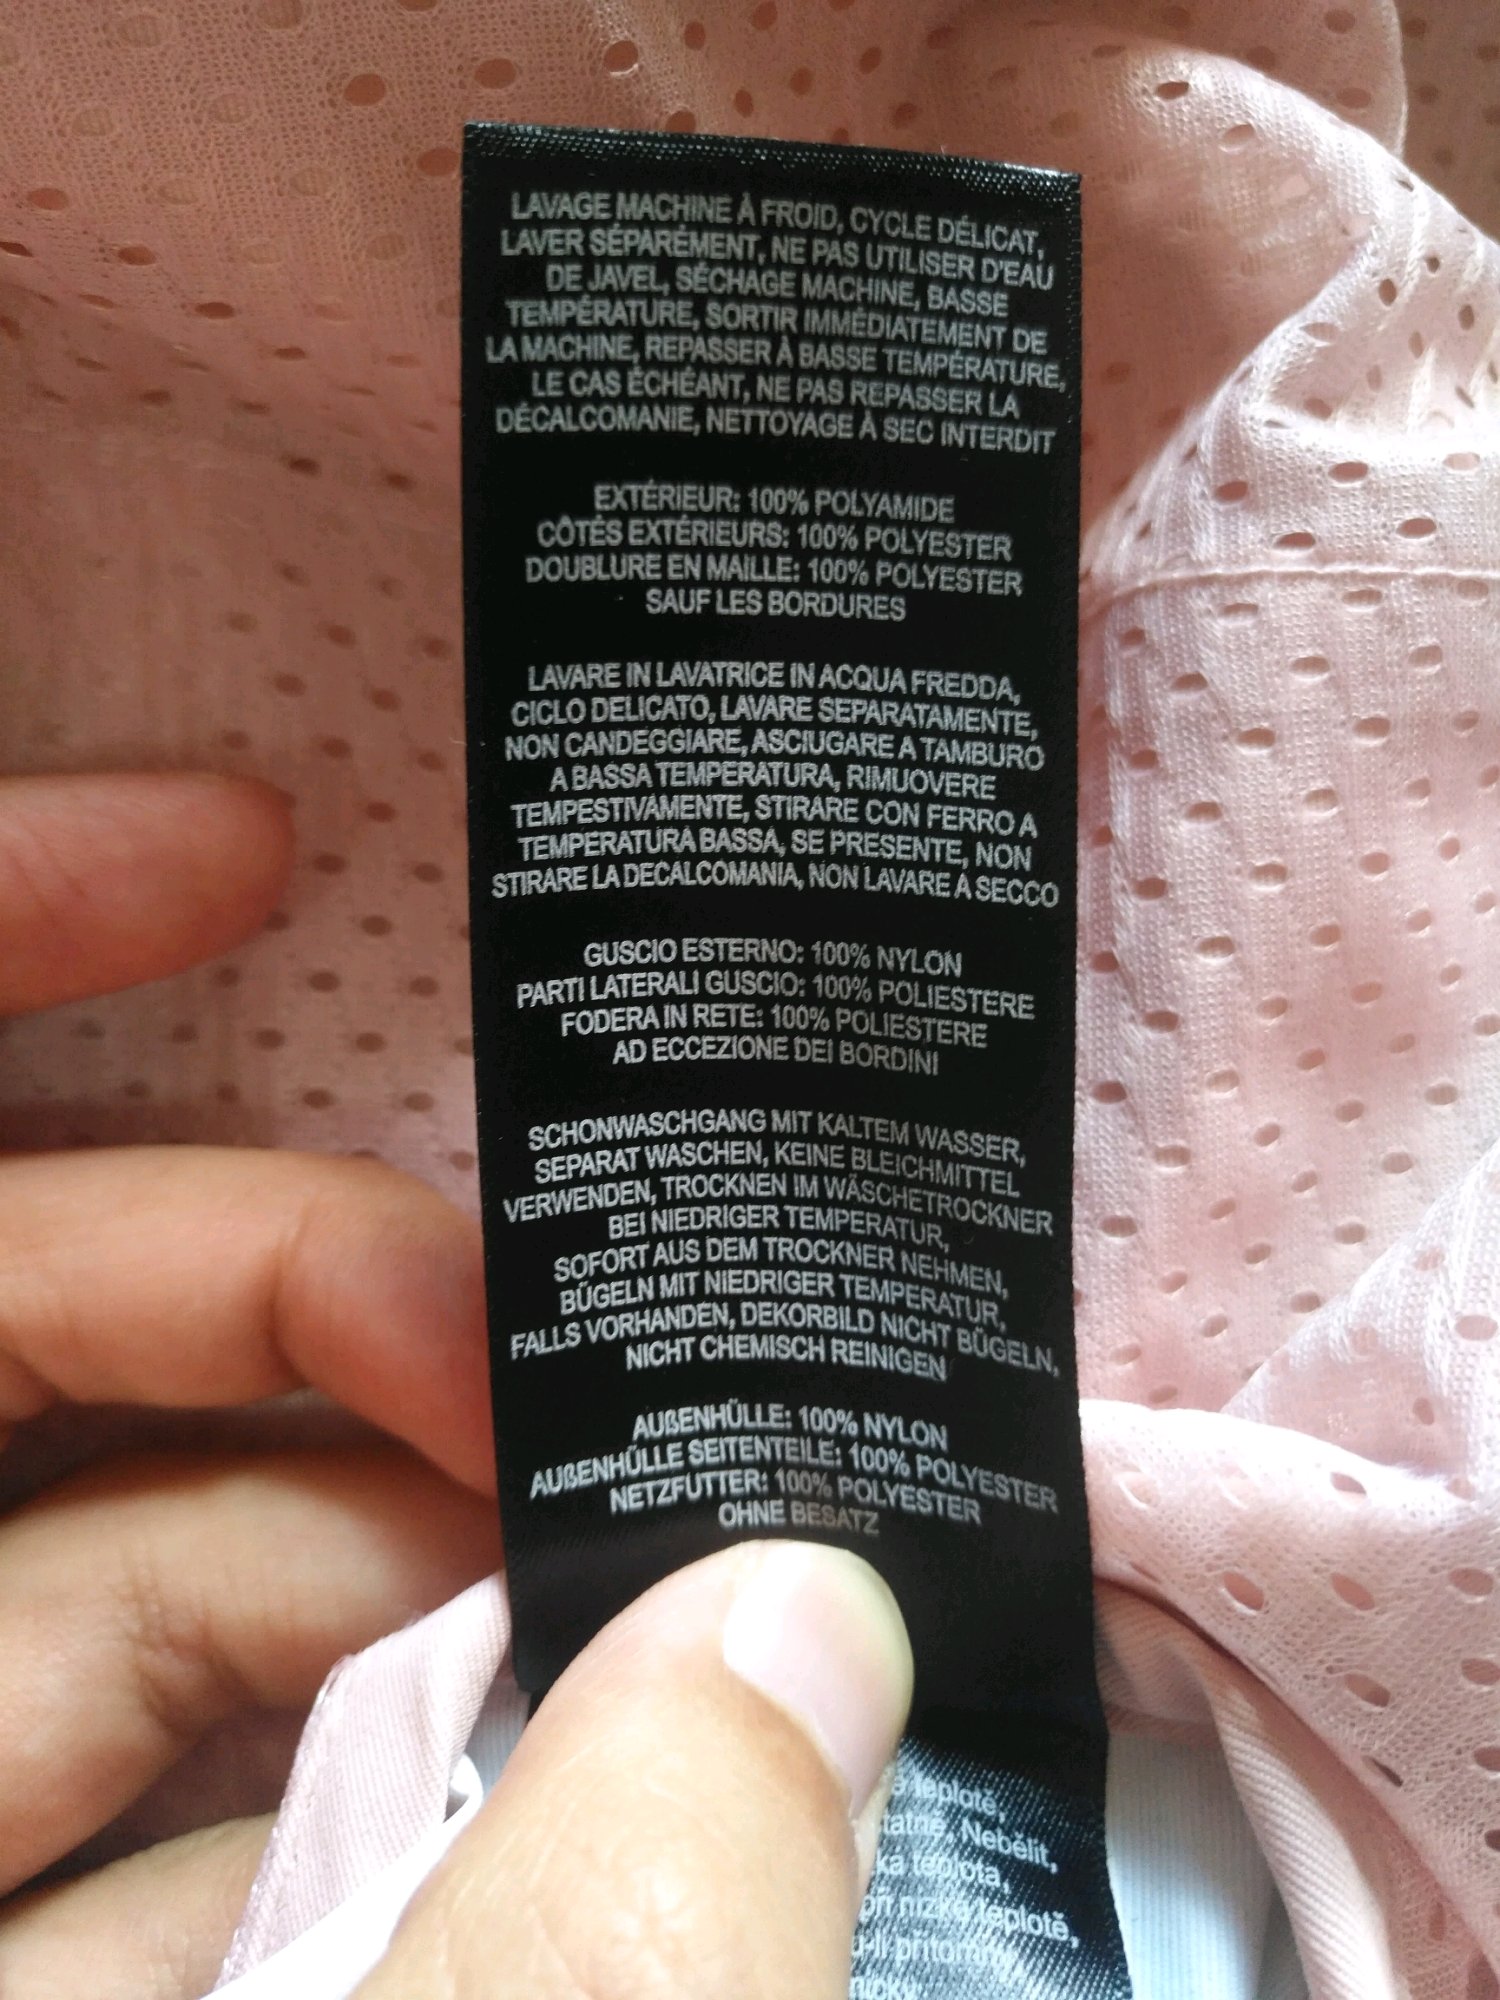 LAVAGE MACHINE À FROID, CYCLE DÉLICAT,
LAVER SÉPARÉMENT, NE PAS UTILISER D'EAU
DE JAVEL, SÉCHAGE MACHINE, BASSE
TEMPÉRATURE, SORTIR IMMÉDIATEMENT DE
LA MACHINE, REPASSER À BASSE TEMPÉRATURE,
LE CAS ÉCHÉANT, NE PAS REPASSER LA
DÉCALCOMANIE, NETTOYAGE À SEC INTERDIT
EXTÉRIEUR: 100% POLYAMIDE
CÔTÉS EXTÉRIEURS: 100% POLYESTER
DOUBLURE EN MAILLE: 100% POLYESTER
SAUF LES BORDURES
LAVARE IN LAVATRICE IN ACQUA FREDDA,
CICLO DELICATO, LAVARE SEPARATAMENTE,
NON CANDEGGIARE, ASCIUGARE A TAMBURO
A BASSA TEMPERATURA, RIMUOVERE
TEMPESTIVAMENTE, STIRARE CON FERRO A
TEMPERATURA BASSA, SE PRESENTE, NON
STIRARE LA DECALCOMANIA, NON LAVARE A SECCO
GUSCIO ESTERNO: 100% NYLON
PARTI LATERALI GUSCIO: 100% POLIESTERE
FODERA IN RETE: 100% POLIESTERE
AD ECCEZIONE DEI BORDINI
SCHONWASCHGANG MIT KALTEM WASSER,
SEPARAT WASCHEN, KEINE BLEICHMITTEL
VERWENDEN, TROCKNEN IM WÄSCHETROCKNER
BEI NIEDRIGER TEMPERATUR,
SOFORT AUS DEM TROCKNER NEHMEN,
BÜGELN MIT NIEDRIGER TEMPERATUR,
FALLS VORHANDEN, DEKORBILD NICHT BÜGELN,
NICHT CHEMISCH REINIGEN
AUßENHÜLLE: 100% NYLON
AUßENHÜLLE SEITENTEILE: 100% POLYESTER
NETZFUTTER: 100% POLYESTER
OHNE BESATZ
teplotě,
Nebělit,
teplota,
nízké teplotě,